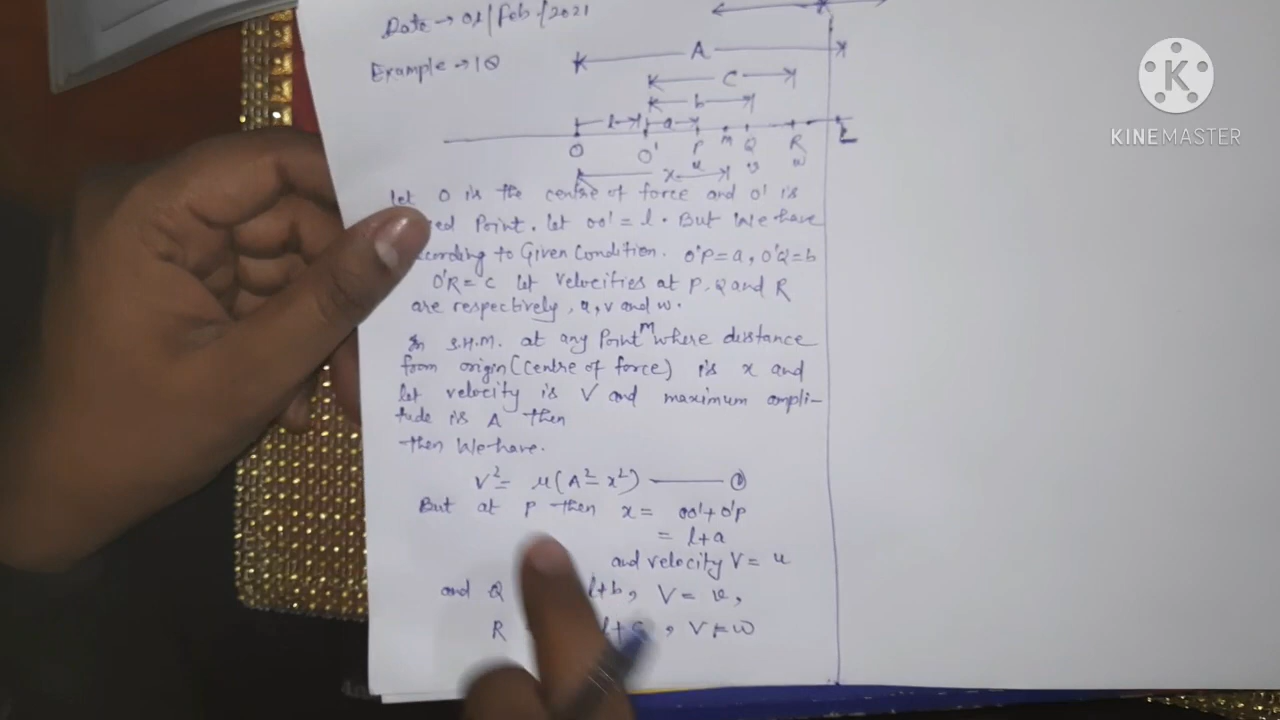 Date → 01/Feb./2021
Example → 10
A
C
b
l a
O O' P M Q R L
u v w
x
let O is the centre of force and O' is
Point. let OO' = l. But We have
According to Given Condition. O'P=a, O'Q=b
O'R=C let velocities at P, Q and R
are respectively, u, v and w.
In S.H.M. at any Point M where distance
from origin (centre of force) is x and
let velocity is V and maximum ampli-
tude is A then
then We have.
V²= μ(A²-x²) —— ①
But at P then x = OO'+O'P
= l+a
and velocity V= u
and Q l+b, V = v,
R l+c, V = w
K
KINEMASTER